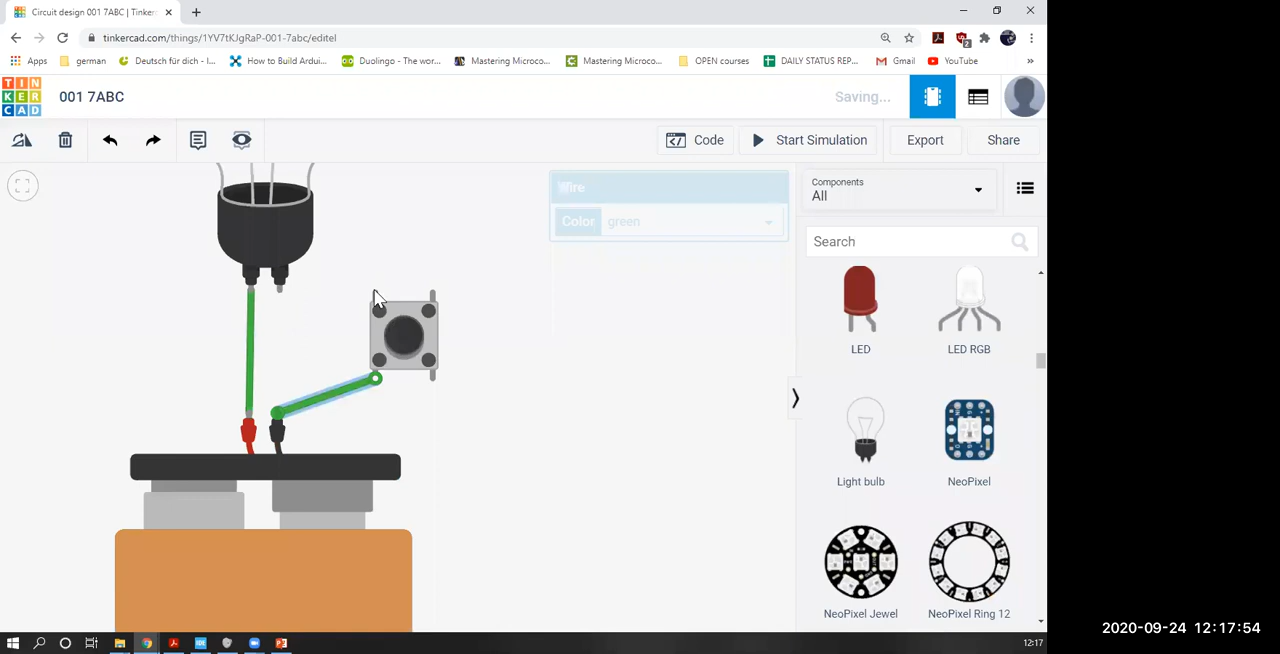 Circuit design 001 7ABC | Tinker
tinkercad.com/things/1YV7tKJgRaP-001-7abc/editel
Apps
german
Deutsch für dich - I...
How to Build Ardui...
Duolingo - The wor...
Mastering Microco...
Mastering Microco...
OPEN courses
DAILY STATUS REP...
Gmail
YouTube
»
TIN
KER
CAD
001 7ABC
Saving...
Code
Start Simulation
Export
Share
Wire
Color
green
Components
All
Search
LED
LED RGB
Light bulb
NeoPixel
NeoPixel Jewel
NeoPixel Ring 12
12:17
2020-09-24 12:17:54